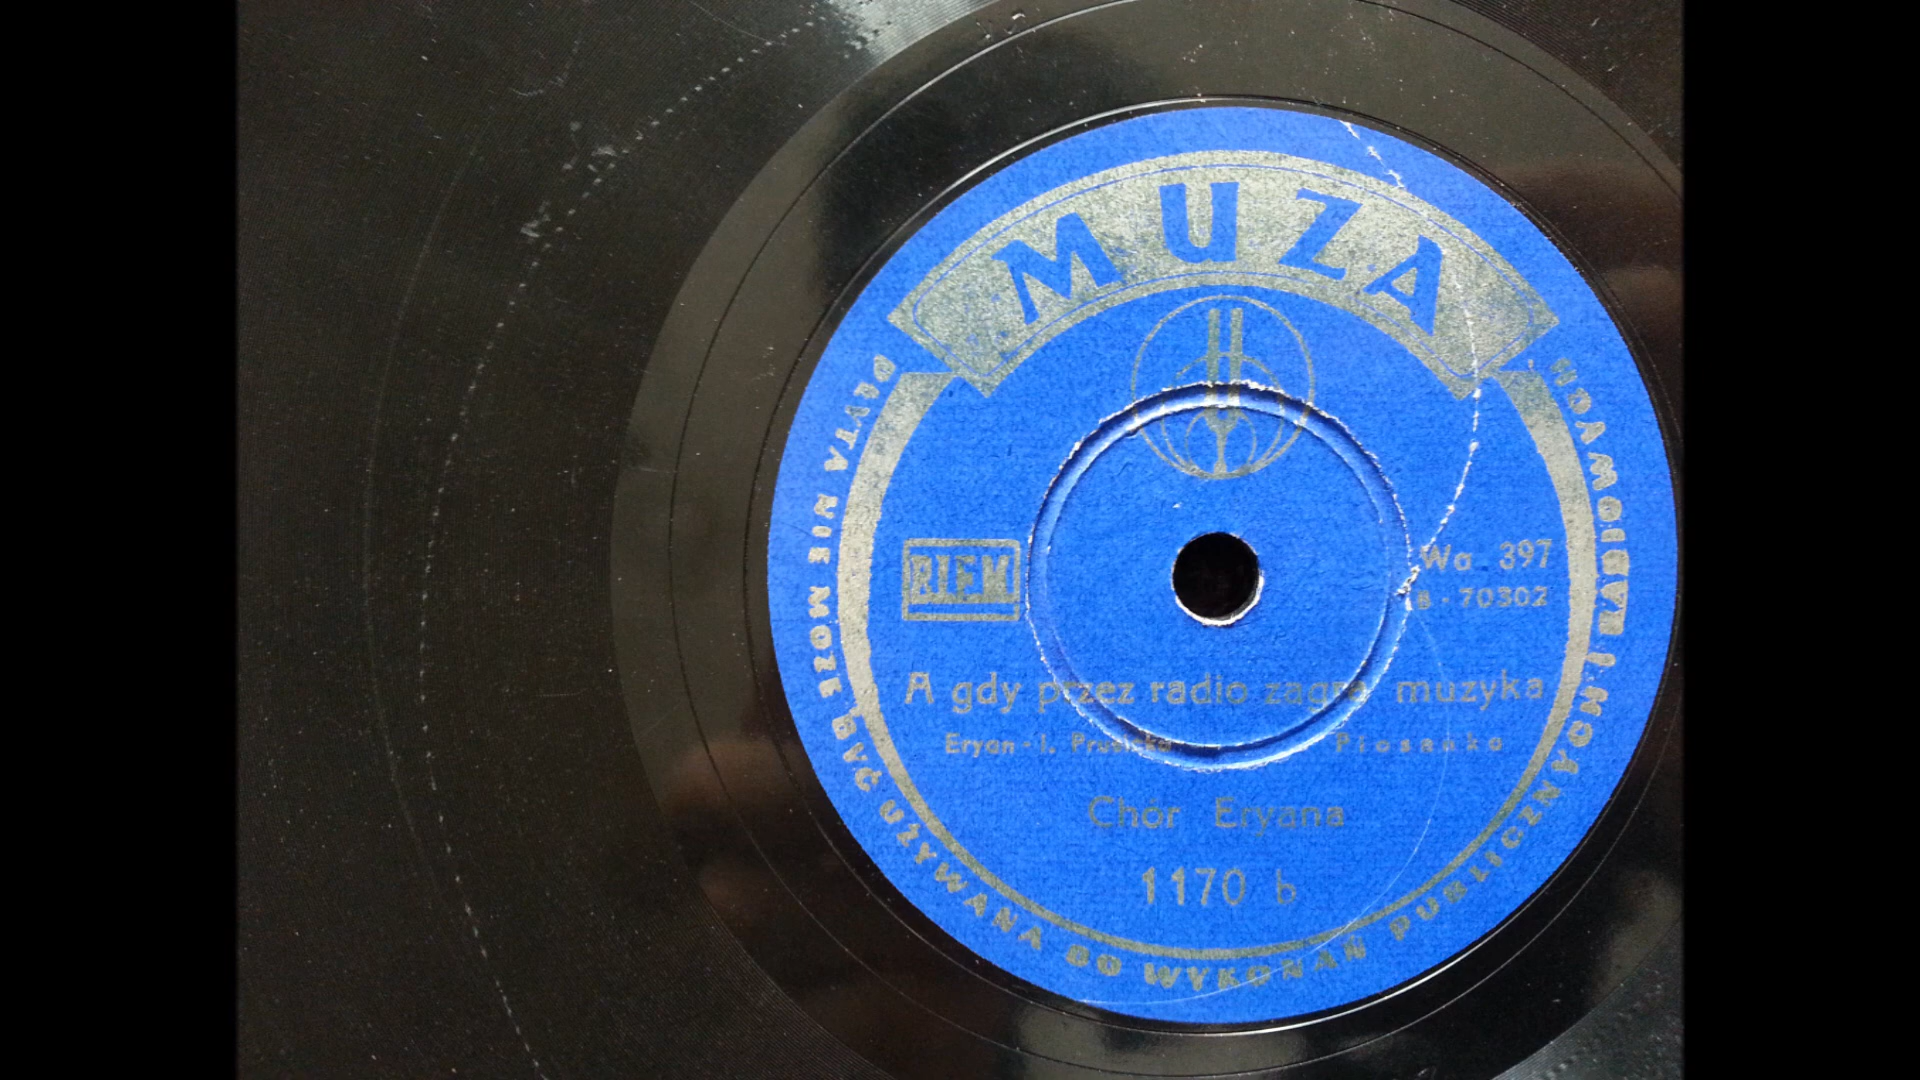 MUZA
PŁYTA NIE MOŻE BYĆ UŻYWANA DO WYKONAŃ PUBLICZNYCH I RADIOWYCH
BIEM
Wa 397
B - 70302
A gdy przez radio zagra muzyka
Eryan - I. Piosenka
Chór Eryana
1170 b